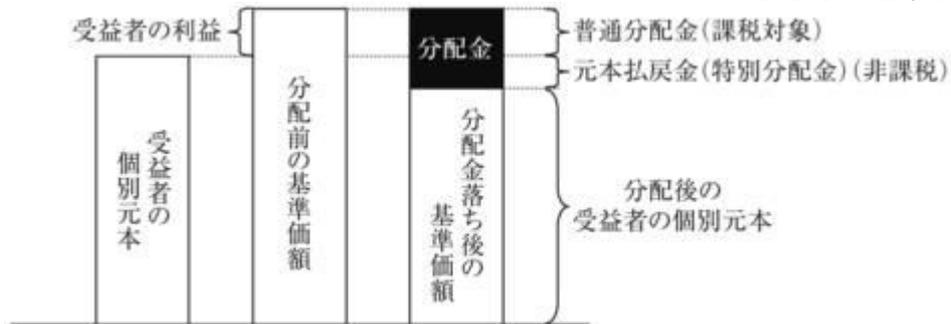 受益者の利益
分配金
普通分配金(課税対象)
元本払戻金(特別分配金)(非課税)
受益者の
個別元本
分配前の基準価額
分配金落ち後の
基準価額
分配後の
受益者の個別元本